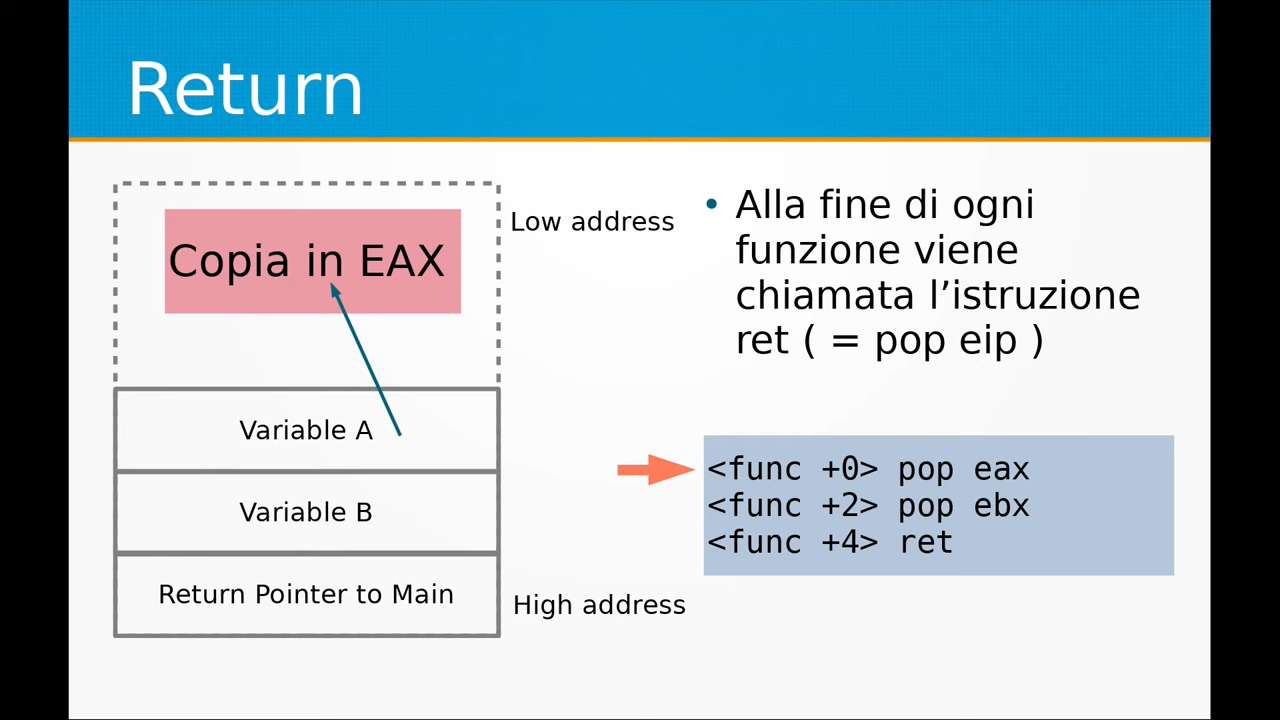 Return
Copia in EAX
Low address
Variable A
Variable B
Return Pointer to Main
High address
• Alla fine di ogni
funzione viene
chiamata l’istruzione
ret ( = pop eip )
<func +0> pop eax
<func +2> pop ebx
<func +4> ret